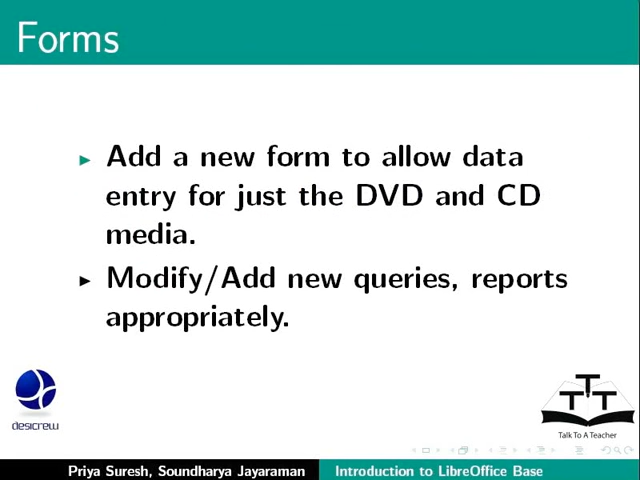 Forms
Add a new form to allow data
entry for just the DVD and CD
media.
Modify/Add new queries, reports
appropriately.
desicrew
T T T
Talk To A Teacher
Priya Suresh, Soundharya Jayaraman Introduction to LibreOffice Base